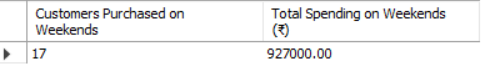 Customers Purchased on Total Spending on Weekends
Weekends (₹)
17 927000.00